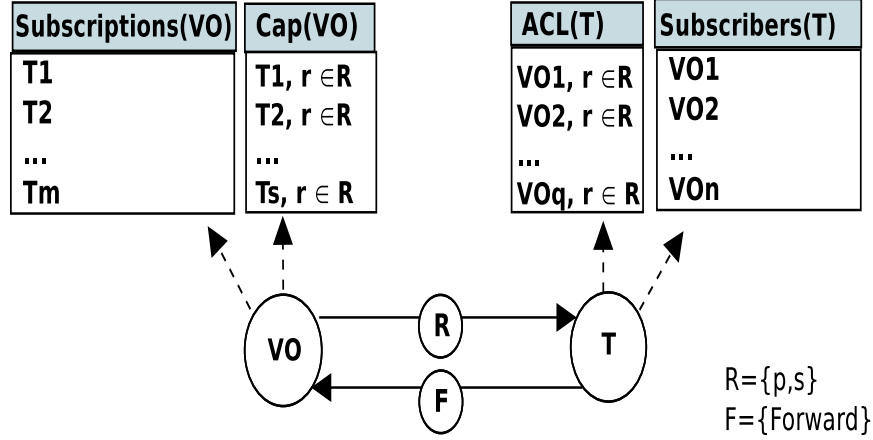 Subscriptions(VO)
T1
T2
...
Tm
Cap(VO)
T1, r ∈R
T2, r ∈R
...
Ts, r ∈ R
ACL(T)
VO1, r ∈R
VO2, r ∈R
...
VOq, r ∈ R
Subscribers(T)
VO1
VO2
...
VOn
VO
R
F
T
R={p,s}
F={Forward}